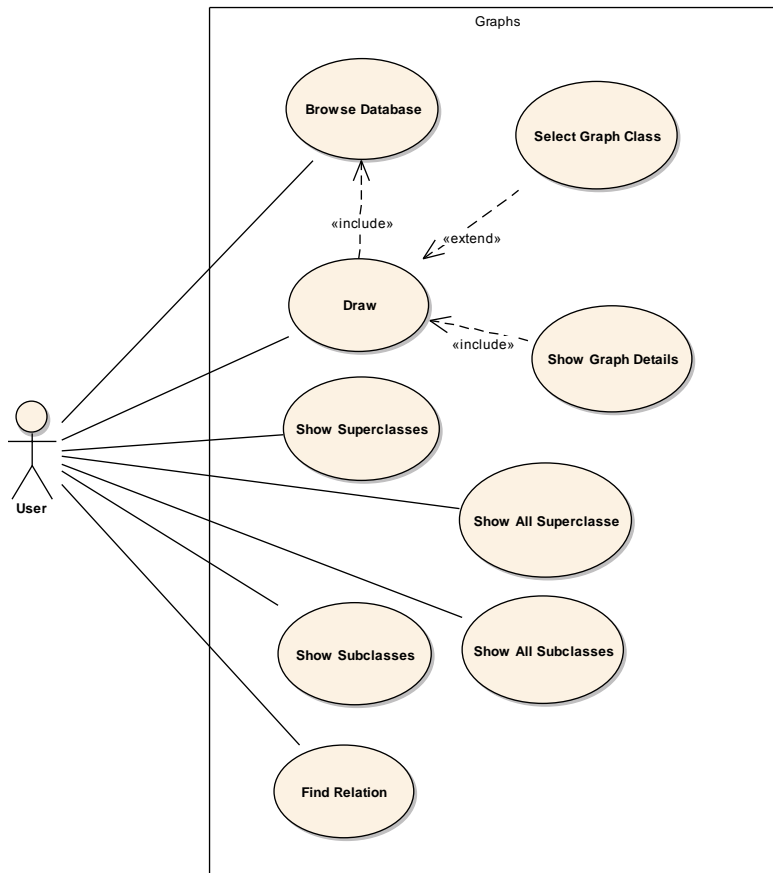 Graphs
Browse Database
Select Graph Class
«include»
«extend»
Draw
«include»
Show Graph Details
Show Superclasses
User
Show All Superclasse
Show Subclasses
Show All Subclasses
Find Relation